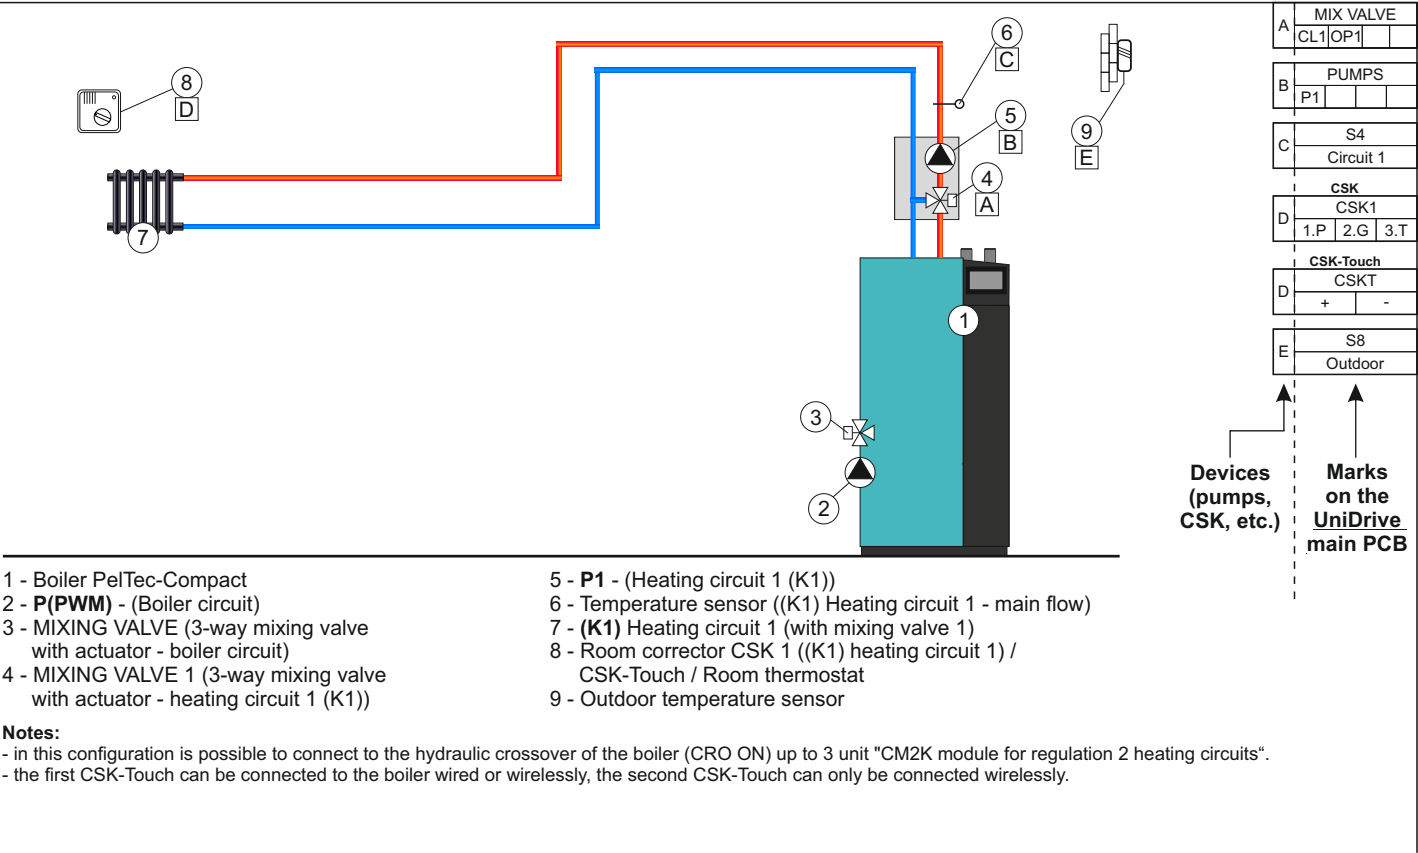 8
D
7
6
C
5
B
4
A
9
E
1
3
2
A
MIX VALVE
CL1 OP1
B
PUMPS
P1
C
S4
Circuit 1
CSK
D
CSK1
1.P 2.G 3.T
CSK-Touch
D
CSKT
+ -
E
S8
Outdoor
Devices
(pumps,
CSK, etc.)
Marks
on the
UniDrive
main PCB
1 - Boiler PelTec-Compact
2 - P(PWM) - (Boiler circuit)
3 - MIXING VALVE (3-way mixing valve
with actuator - boiler circuit)
4 - MIXING VALVE 1 (3-way mixing valve
with actuator - heating circuit 1 (K1))
5 - P1 - (Heating circuit 1 (K1))
6 - Temperature sensor ((K1) Heating circuit 1 - main flow)
7 - (K1) Heating circuit 1 (with mixing valve 1)
8 - Room corrector CSK 1 ((K1) heating circuit 1) /
CSK-Touch / Room thermostat
9 - Outdoor temperature sensor
Notes:
- in this configuration is possible to connect to the hydraulic crossover of the boiler (CRO ON) up to 3 unit "CM2K module for regulation 2 heating circuits“.
- the first CSK-Touch can be connected to the boiler wired or wirelessly, the second CSK-Touch can only be connected wirelessly.